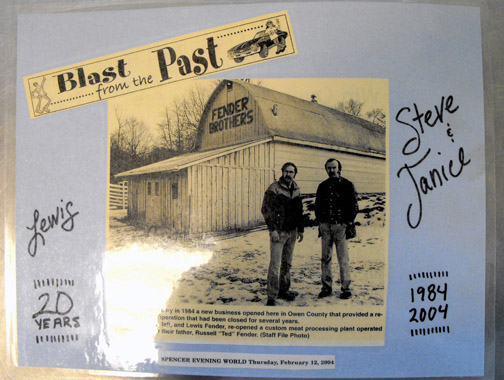 Blast
from the
Past
FENDER
BROTHERS
Steve
&
Janice
Lewis
20
YEARS
1984
2004
ry in 1984 a new business opened here in Owen County that provided a re-
peration that had been closed for several years.
left, and Lewis Fender, re-opened a custom meat processing plant operated
their father, Russell "Ted" Fender. (Staff File Photo)
SPENCER EVENING WORLD Thursday, February 12, 2004